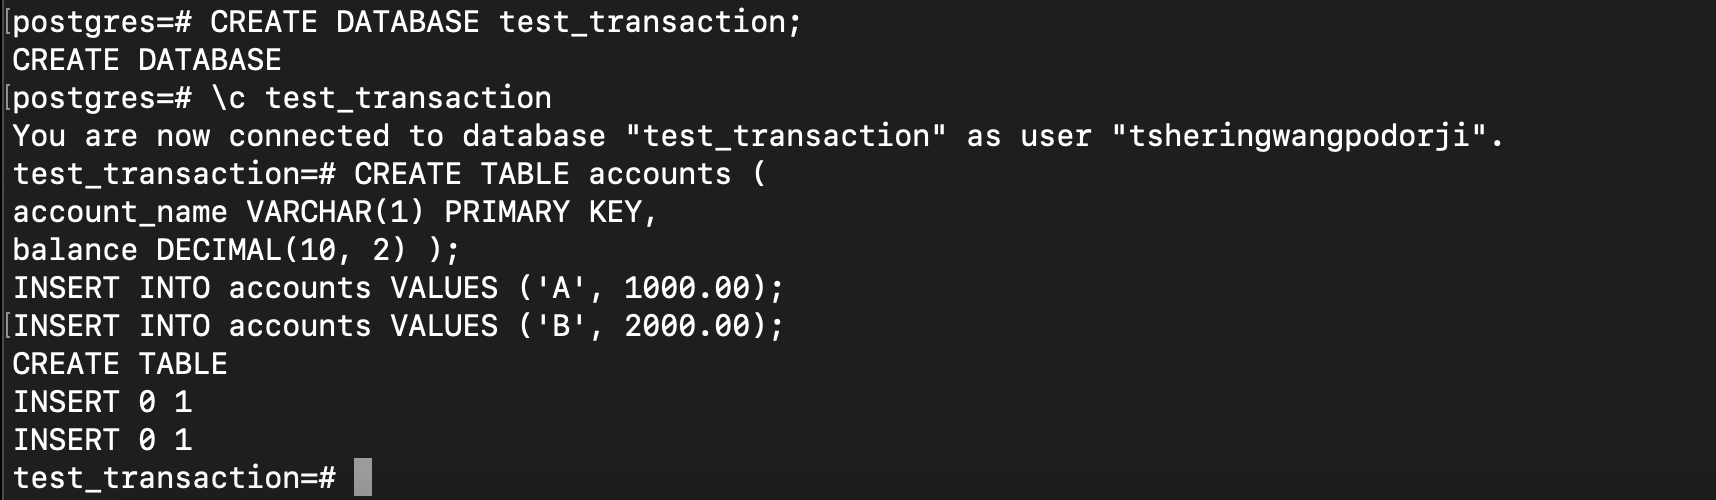 [postgres=# CREATE DATABASE test_transaction;
CREATE DATABASE
[postgres=# \c test_transaction
You are now connected to database "test_transaction" as user "tsheringwangpodorji".
test_transaction=# CREATE TABLE accounts (
account_name VARCHAR(1) PRIMARY KEY,
balance DECIMAL(10, 2) );
INSERT INTO accounts VALUES ('A', 1000.00);
[INSERT INTO accounts VALUES ('B', 2000.00);
CREATE TABLE
INSERT 0 1
INSERT 0 1
test_transaction=#